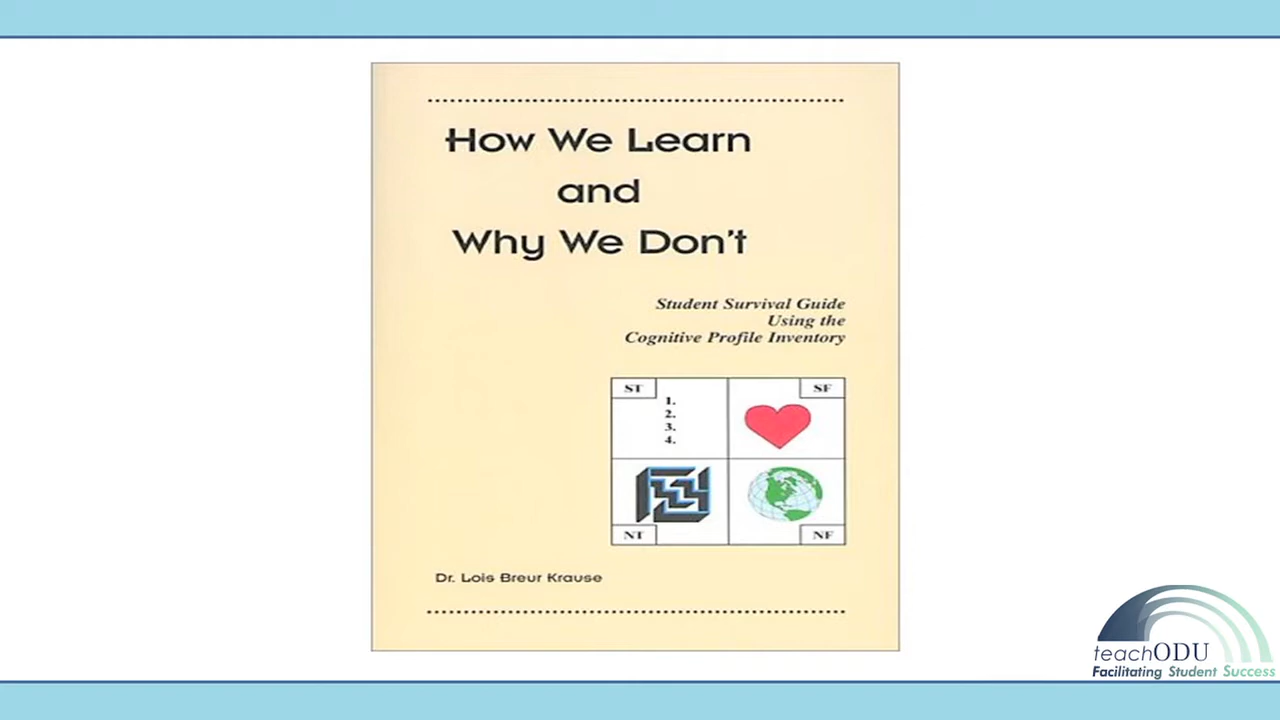 How We Learn
and
Why We Don't
Student Survival Guide
Using the
Cognitive Profile Inventory
ST
SF
1.
2.
3.
4.
NT
NF
Dr. Lois Breur Krause
teachODU
Facilitating Student Success